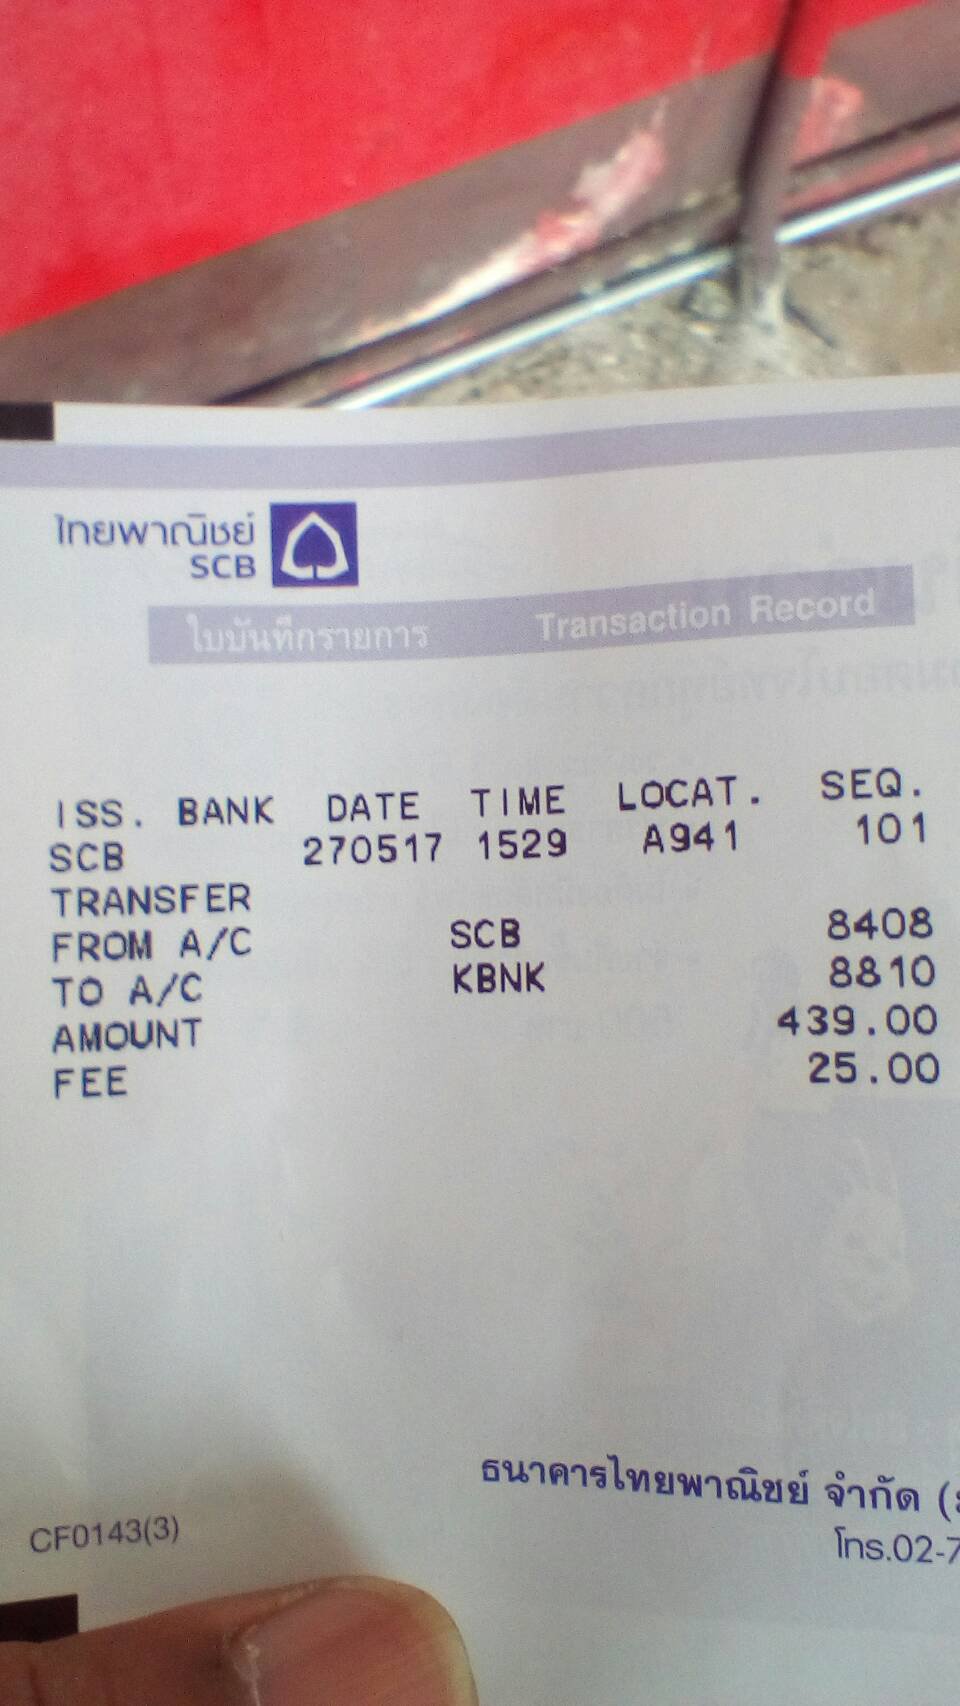 ไทยพาณิชย์
SCB
ใบบันทึกรายการ Transaction Record
ISS. BANK DATE TIME LOCAT. SEQ.
SCB 270517 1529 A941 101
TRANSFER
FROM A/C SCB 8408
TO A/C KBNK 8810
AMOUNT 439.00
FEE 25.00
ธนาคารไทยพาณิชย์ จำกัด (
CF0143(3) โทร.02-7